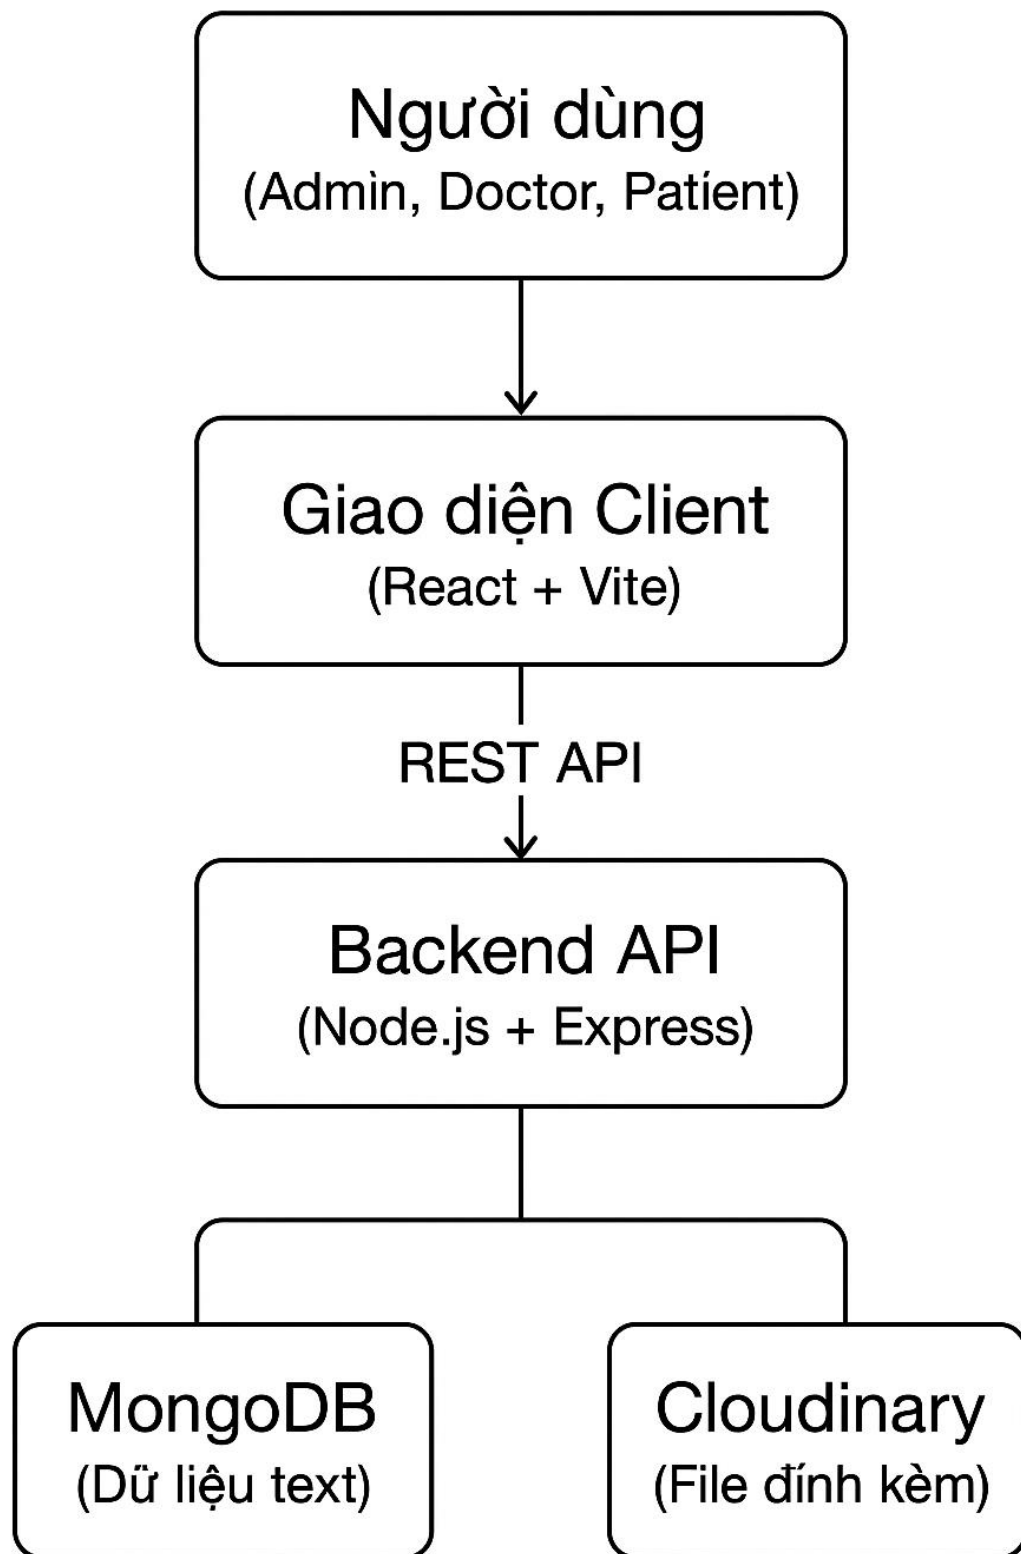 Người dùng
(Admin, Doctor, Patient)
Giao diện Client
(React + Vite)
REST API
Backend API
(Node.js + Express)
MongoDB
(Dữ liệu text)
Cloudinary
(File đính kèm)